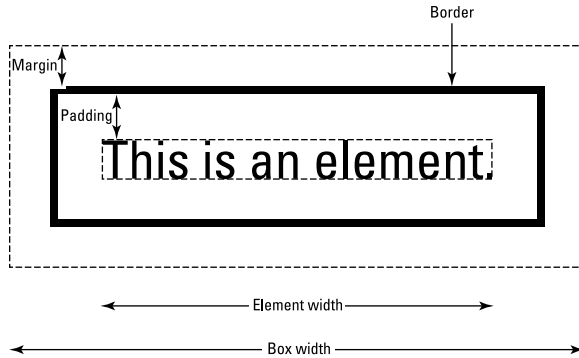 Border
Margin
Padding
This is an element.
Element width
Box width